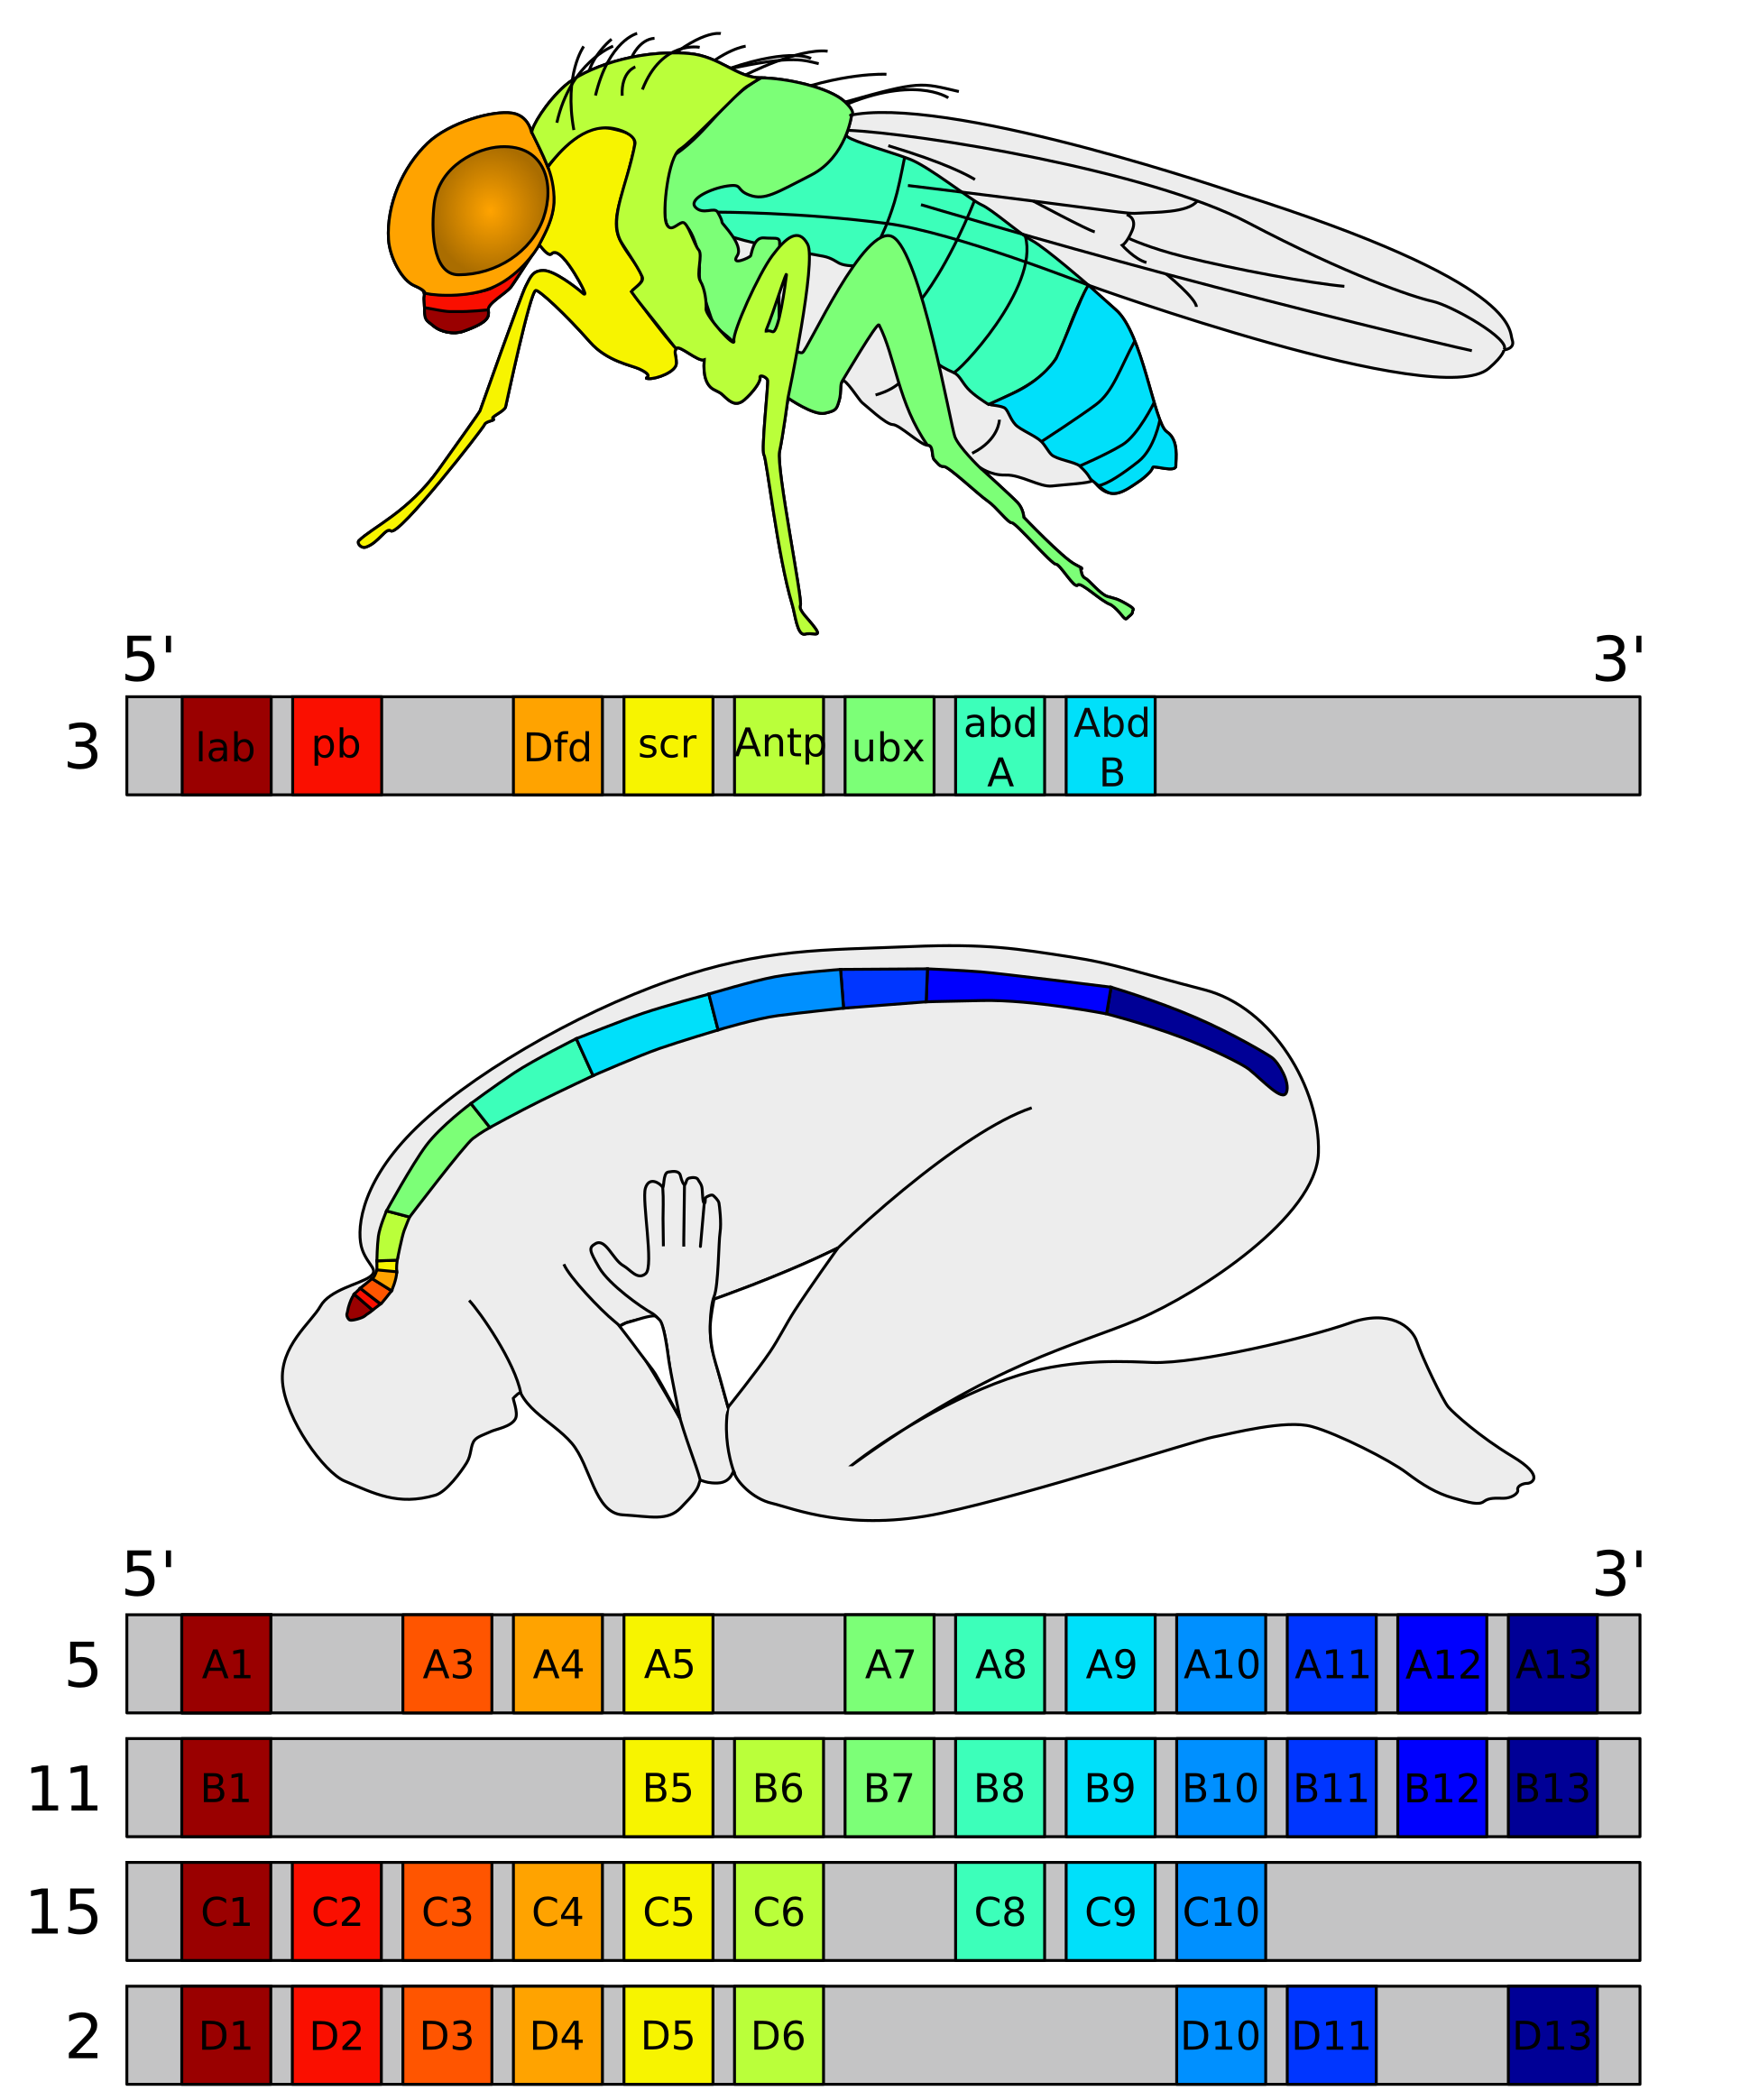 5' 3'
3 lab pb Dfd scr Antp ubx abd A Abd B
5' 3'
5 A1 A3 A4 A5 A7 A8 A9 A10 A11 A12 A13
11 B1 B5 B6 B7 B8 B9 B10 B11 B12 B13
15 C1 C2 C3 C4 C5 C6 C8 C9 C10
2 D1 D2 D3 D4 D5 D6 D10 D11 D13